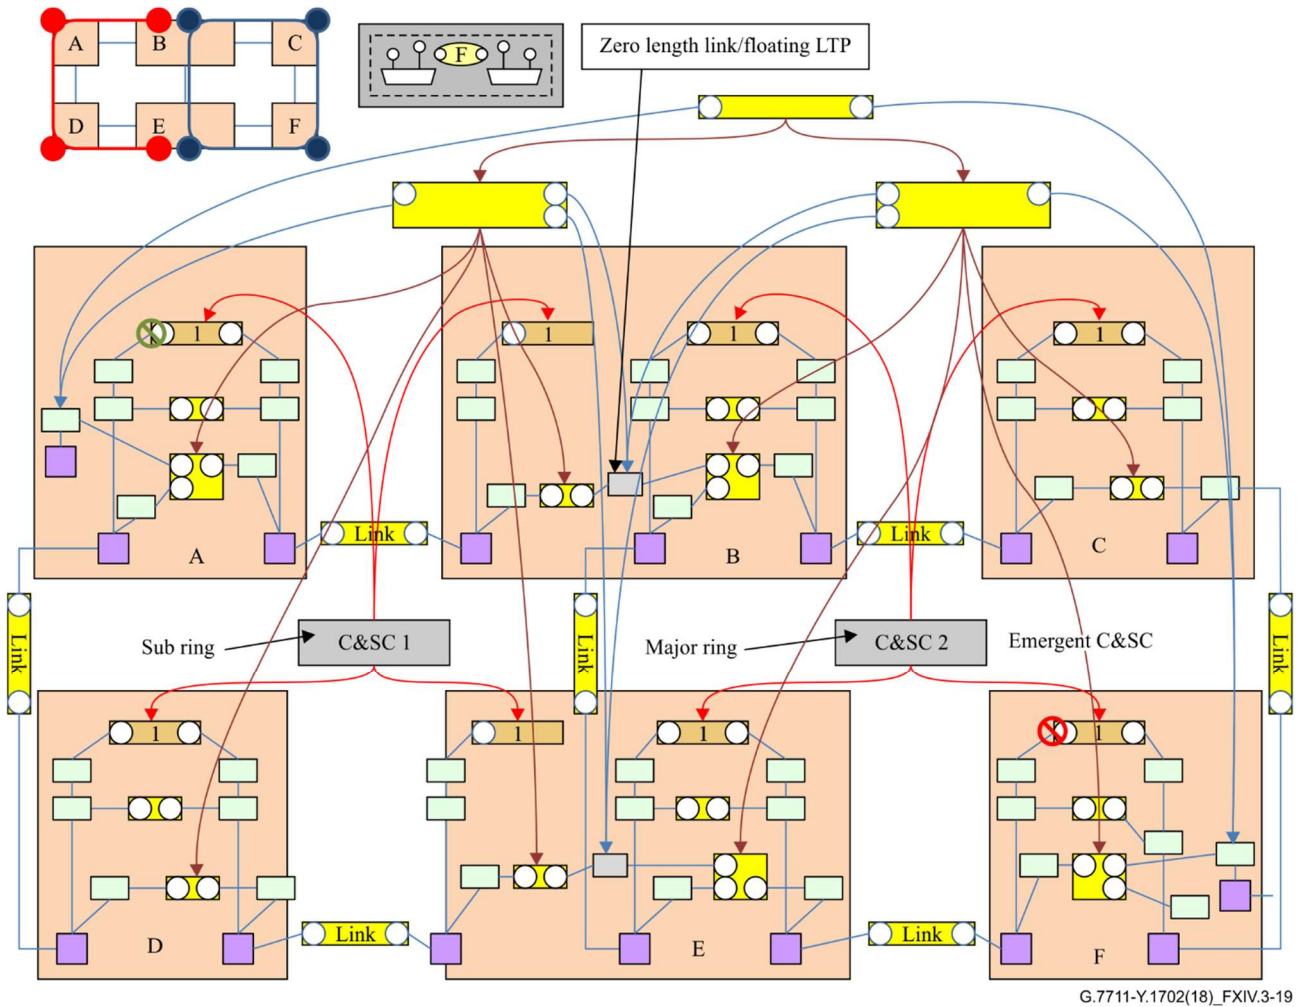 A
B
C
D
E
F
F
Zero length link/floating LTP
1
1
1
1
A
Link
B
Link
C
Link
Sub ring
C&SC 1
Link
Major ring
C&SC 2
Emergent C&SC
Link
1
1
1
1
D
Link
E
Link
F
G.7711-Y.1702(18)_FXIV.3-19